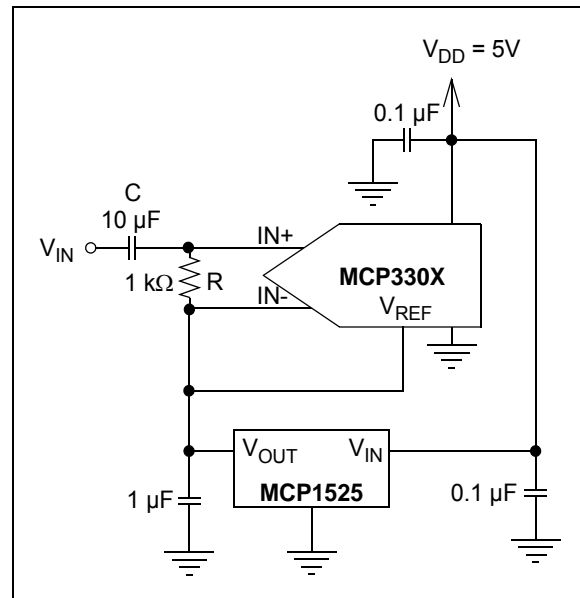 V_DD = 5V
0.1 µF
C
10 µF
V_IN
IN+
1 kΩ
R
IN-
MCP330X
V_REF
V_OUT
V_IN
MCP1525
1 µF
0.1 µF